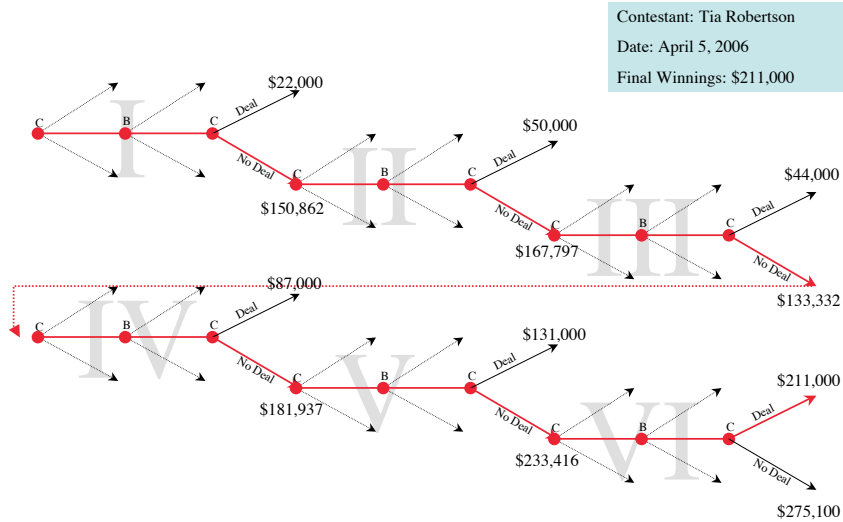 Contestant: Tia Robertson
Date: April 5, 2006
Final Winnings: $211,000
I
C
B
C
Deal
$22,000
No Deal
II
C
$150,862
B
C
Deal
$50,000
No Deal
III
C
$167,797
B
C
Deal
$44,000
No Deal
$133,332
IV
C
B
C
Deal
$87,000
No Deal
V
C
$181,937
B
C
Deal
$131,000
No Deal
VI
C
$233,416
B
C
Deal
$211,000
No Deal
$275,100